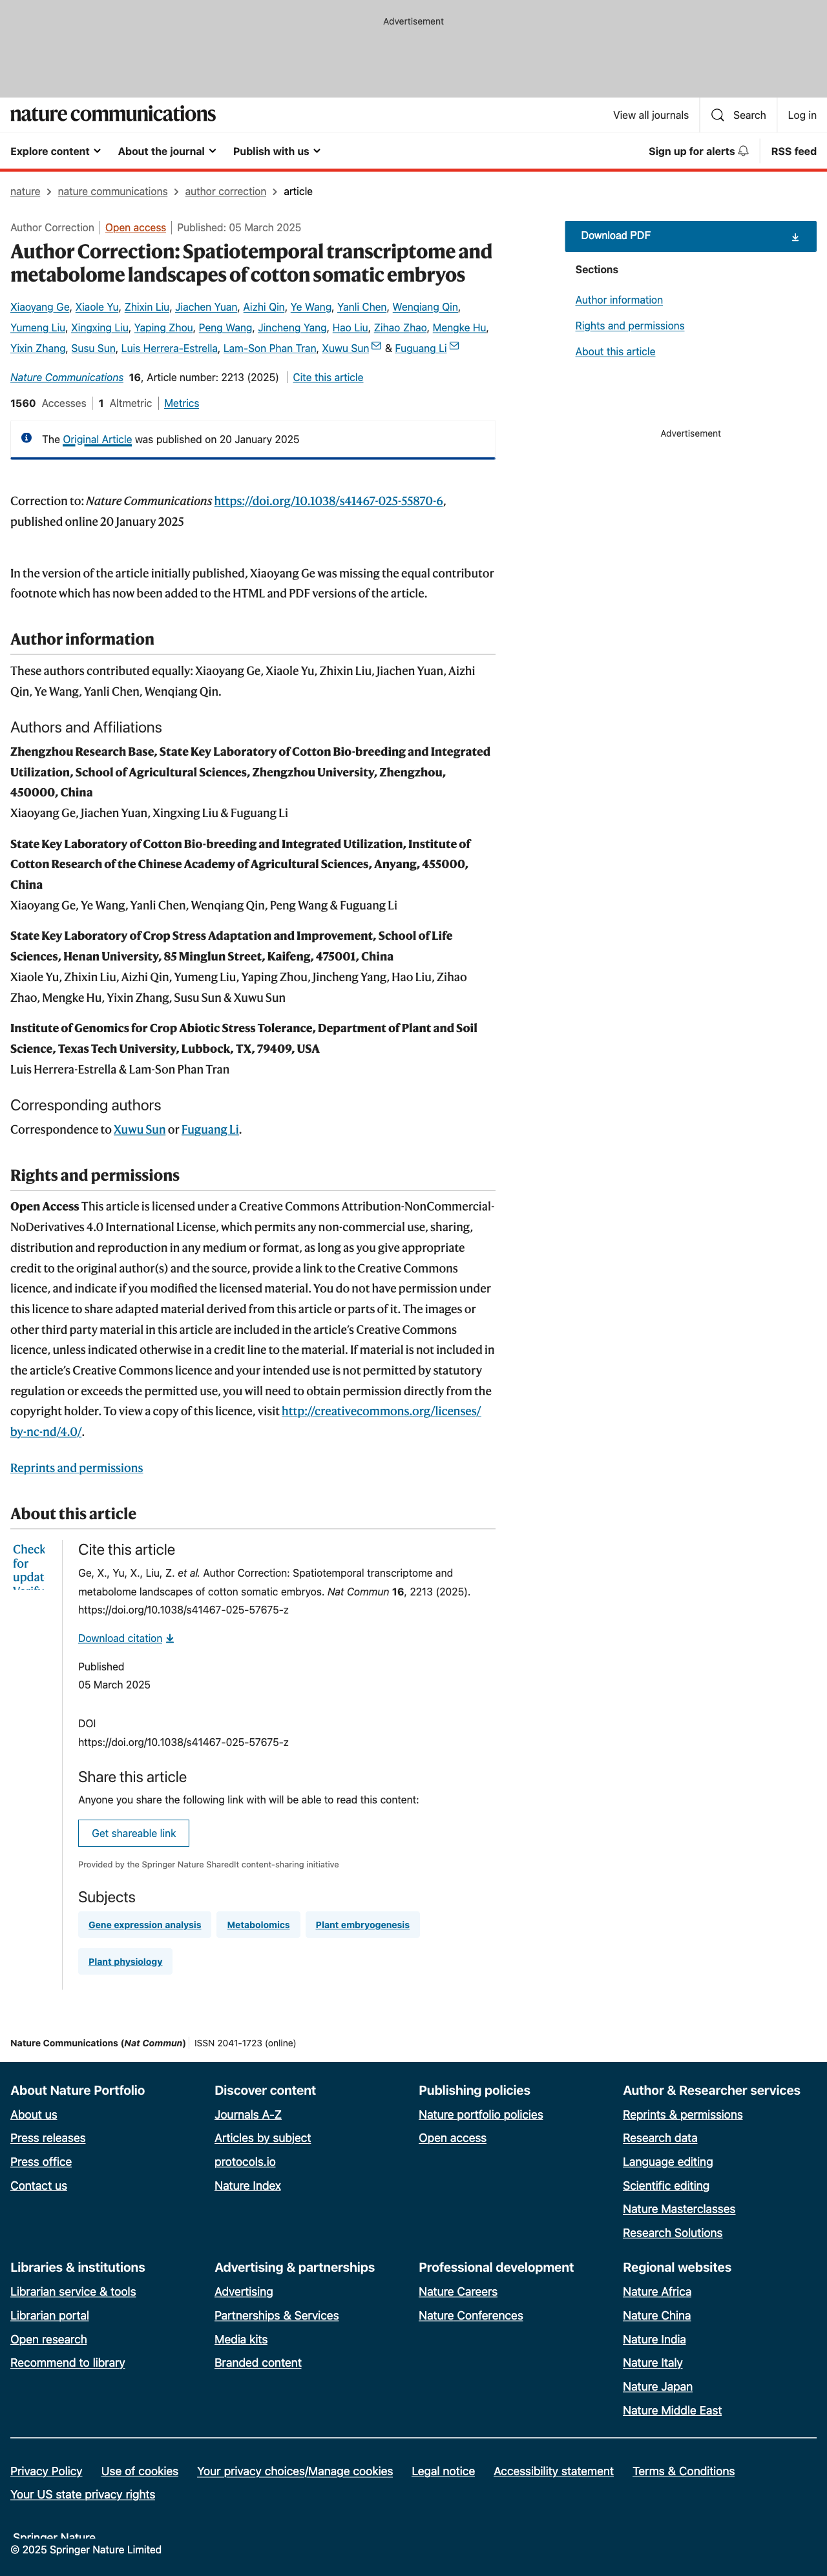 Advertisement
nature communications
View all journals
Search
Log in
Explore content
About the journal
Publish with us
Sign up for alerts
RSS feed
nature > nature communications > author correction > article
Author Correction | Open access | Published: 05 March 2025
Author Correction: Spatiotemporal transcriptome and
metabolome landscapes of cotton somatic embryos
Xiaoyang Ge, Xiaole Yu, Zhixin Liu, Jiachen Yuan, Aizhi Qin, Ye Wang, Yanli Chen, Wenqiang Qin,
Yumeng Liu, Xingxing Liu, Yaping Zhou, Peng Wang, Jincheng Yang, Hao Liu, Zihao Zhao, Mengke Hu,
Yixin Zhang, Susu Sun, Luis Herrera-Estrella, Lam-Son Phan Tran, Xuwu Sun & Fuguang Li
Nature Communications 16, Article number: 2213 (2025) | Cite this article
1560 Accesses | 1 Altmetric | Metrics
The Original Article was published on 20 January 2025
Download PDF
Sections
Author information
Rights and permissions
About this article
Advertisement
Correction to: Nature Communications https://doi.org/10.1038/s41467-025-55870-6,
published online 20 January 2025
In the version of the article initially published, Xiaoyang Ge was missing the equal contributor
footnote which has now been added to the HTML and PDF versions of the article.
Author information
These authors contributed equally: Xiaoyang Ge, Xiaole Yu, Zhixin Liu, Jiachen Yuan, Aizhi
Qin, Ye Wang, Yanli Chen, Wenqiang Qin.
Authors and Affiliations
Zhengzhou Research Base, State Key Laboratory of Cotton Bio-breeding and Integrated
Utilization, School of Agricultural Sciences, Zhengzhou University, Zhengzhou,
450000, China
Xiaoyang Ge, Jiachen Yuan, Xingxing Liu & Fuguang Li
State Key Laboratory of Cotton Bio-breeding and Integrated Utilization, Institute of
Cotton Research of the Chinese Academy of Agricultural Sciences, Anyang, 455000,
China
Xiaoyang Ge, Ye Wang, Yanli Chen, Wenqiang Qin, Peng Wang & Fuguang Li
State Key Laboratory of Crop Stress Adaptation and Improvement, School of Life
Sciences, Henan University, 85 Minglun Street, Kaifeng, 475001, China
Xiaole Yu, Zhixin Liu, Aizhi Qin, Yumeng Liu, Yaping Zhou, Jincheng Yang, Hao Liu, Zihao
Zhao, Mengke Hu, Yixin Zhang, Susu Sun & Xuwu Sun
Institute of Genomics for Crop Abiotic Stress Tolerance, Department of Plant and Soil
Science, Texas Tech University, Lubbock, TX, 79409, USA
Luis Herrera-Estrella & Lam-Son Phan Tran
Corresponding authors
Correspondence to Xuwu Sun or Fuguang Li.
Rights and permissions
Open Access This article is licensed under a Creative Commons Attribution-NonCommercial-
NoDerivatives 4.0 International License, which permits any non-commercial use, sharing,
distribution and reproduction in any medium or format, as long as you give appropriate
credit to the original author(s) and the source, provide a link to the Creative Commons
licence, and indicate if you modified the licensed material. You do not have permission under
this licence to share adapted material derived from this article or parts of it. The images or
other third party material in this article are included in the article's Creative Commons
licence, unless indicated otherwise in a credit line to the material. If material is not included in
the article's Creative Commons licence and your intended use is not permitted by statutory
regulation or exceeds the permitted use, you will need to obtain permission directly from the
copyright holder. To view a copy of this licence, visit http://creativecommons.org/licenses/
by-nc-nd/4.0/.
Reprints and permissions
About this article
Check
for
updat
Verify
Cite this article
Ge, X., Yu, X., Liu, Z. et al. Author Correction: Spatiotemporal transcriptome and
metabolome landscapes of cotton somatic embryos. Nat Commun 16, 2213 (2025).
https://doi.org/10.1038/s41467-025-57675-z
Download citation
Published
05 March 2025
DOI
https://doi.org/10.1038/s41467-025-57675-z
Share this article
Anyone you share the following link with will be able to read this content:
Get shareable link
Provided by the Springer Nature SharedIt content-sharing initiative
Subjects
Gene expression analysis
Metabolomics
Plant embryogenesis
Plant physiology
Nature Communications (Nat Commun) | ISSN 2041-1723 (online)
About Nature Portfolio
About us
Press releases
Press office
Contact us
Discover content
Journals A-Z
Articles by subject
protocols.io
Nature Index
Publishing policies
Nature portfolio policies
Open access
Author & Researcher services
Reprints & permissions
Research data
Language editing
Scientific editing
Nature Masterclasses
Research Solutions
Libraries & institutions
Librarian service & tools
Librarian portal
Open research
Recommend to library
Advertising & partnerships
Advertising
Partnerships & Services
Media kits
Branded content
Professional development
Nature Careers
Nature Conferences
Regional websites
Nature Africa
Nature China
Nature India
Nature Italy
Nature Japan
Nature Middle East
Privacy Policy
Use of cookies
Your privacy choices/Manage cookies
Legal notice
Accessibility statement
Terms & Conditions
Your US state privacy rights
Springer Nature
© 2025 Springer Nature Limited